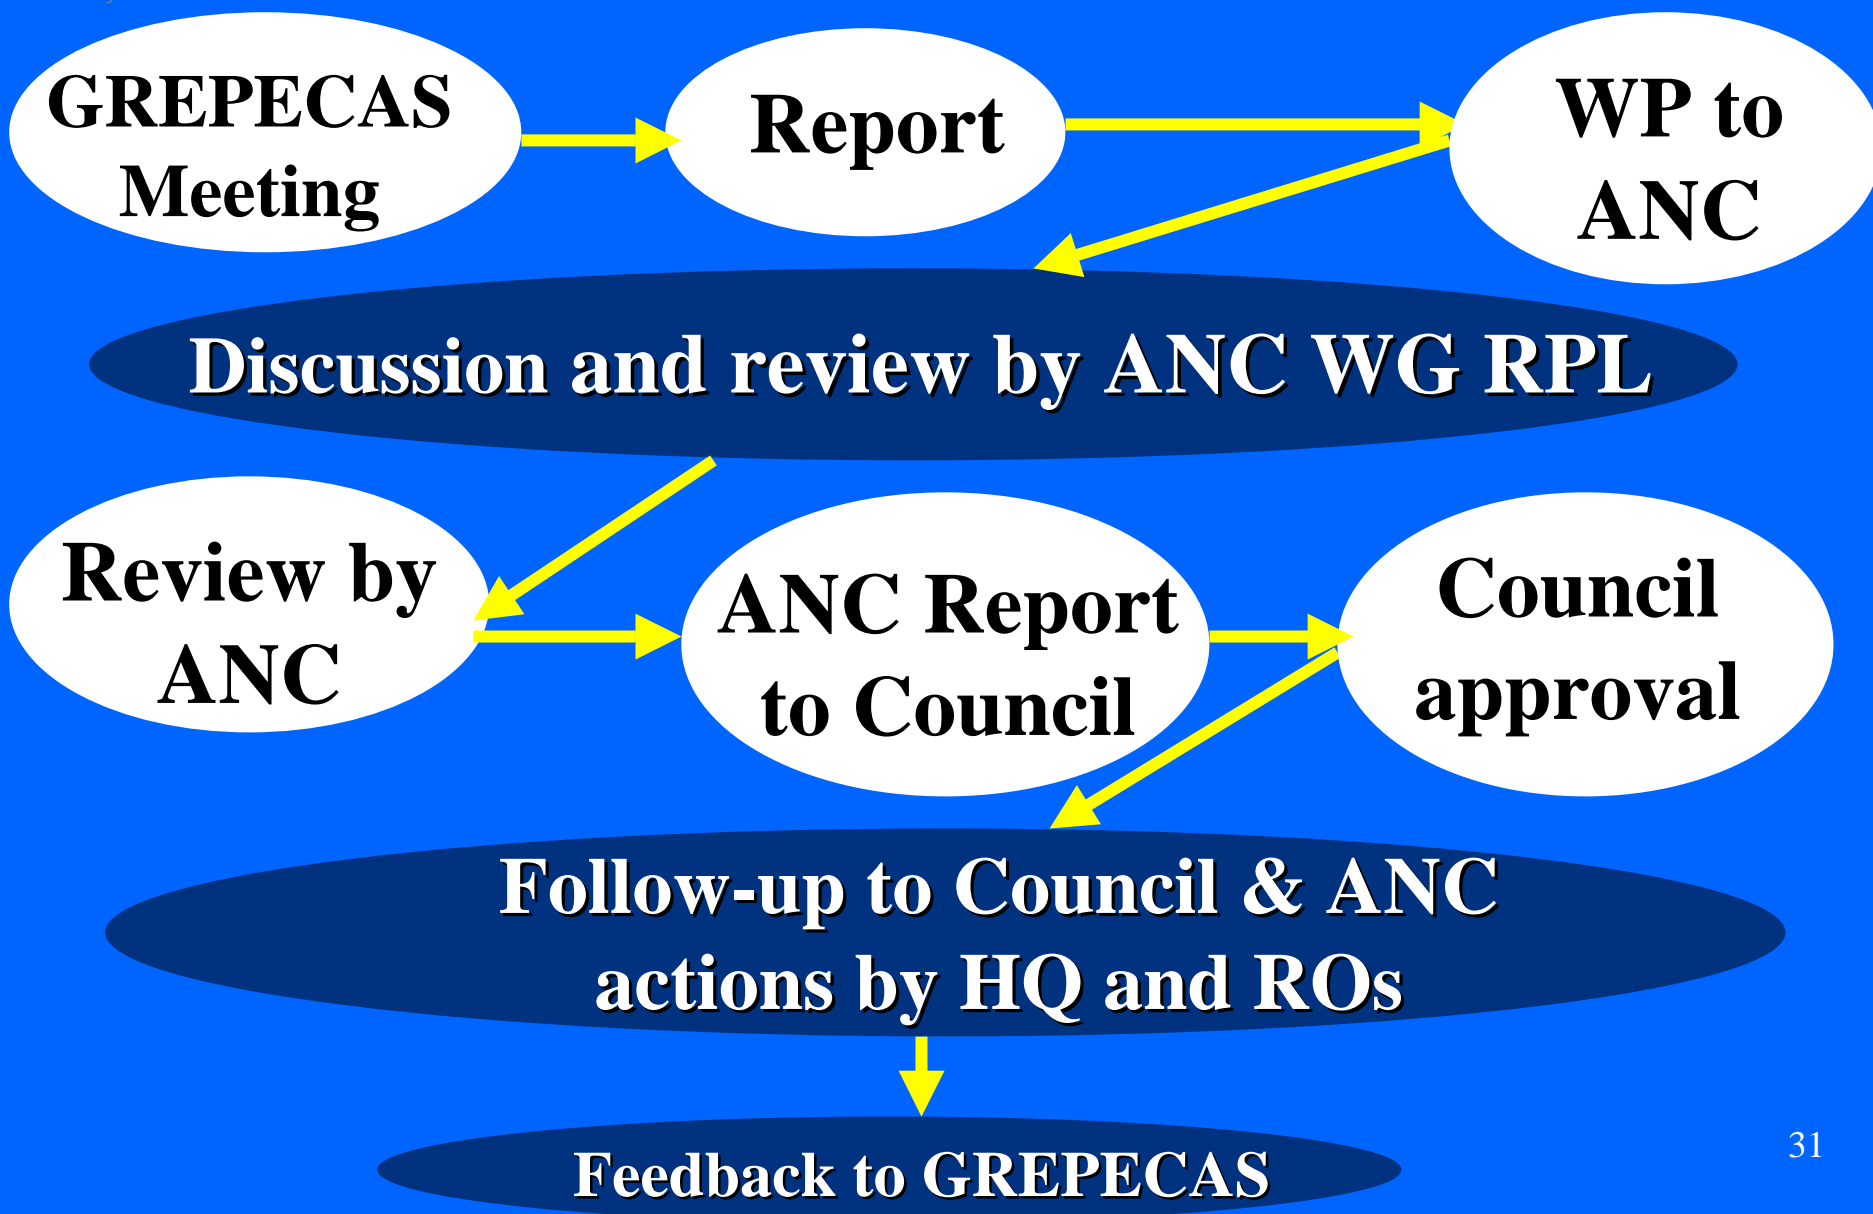 GREPECAS
Meeting
Report
WP to
ANC
Discussion and review by ANC WG RPL
Review by
ANC
ANC Report
to Council
Council
approval
Follow-up to Council & ANC
actions by HQ and ROs
Feedback to GREPECAS
31